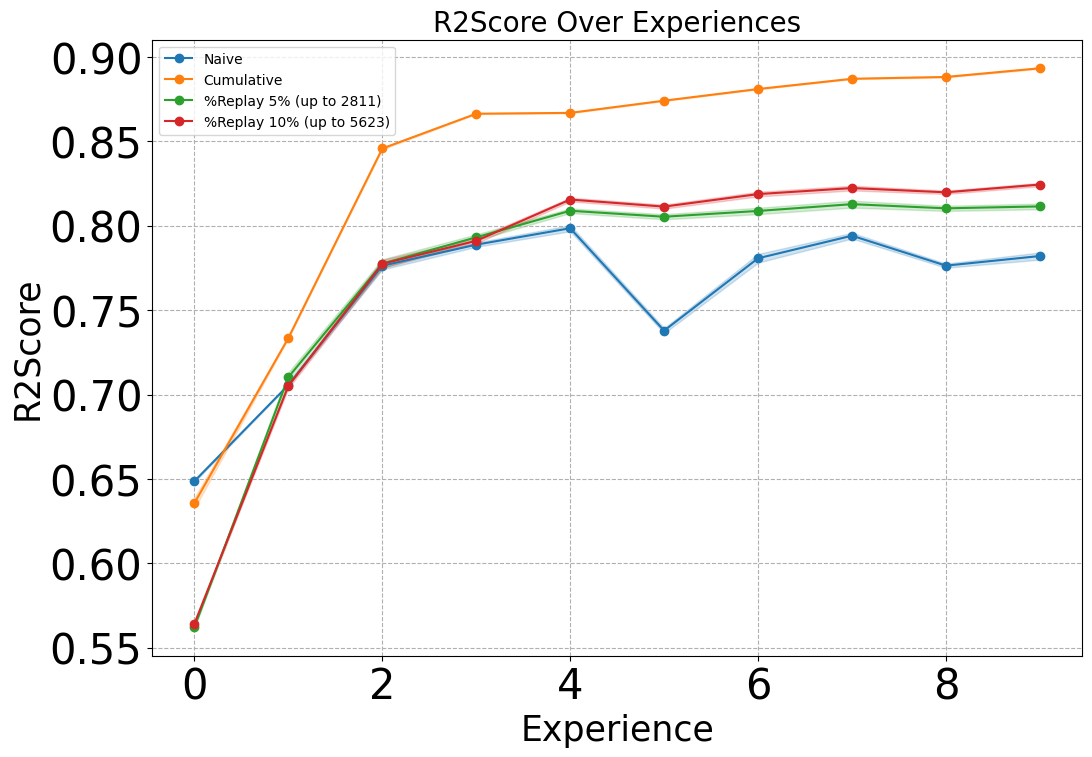 R2Score Over Experiences
Naive
Cumulative
%Replay 5% (up to 2811)
%Replay 10% (up to 5623)
0.90
0.85
0.80
0.75
0.70
0.65
0.60
0.55
R2Score
0 2 4 6 8
Experience